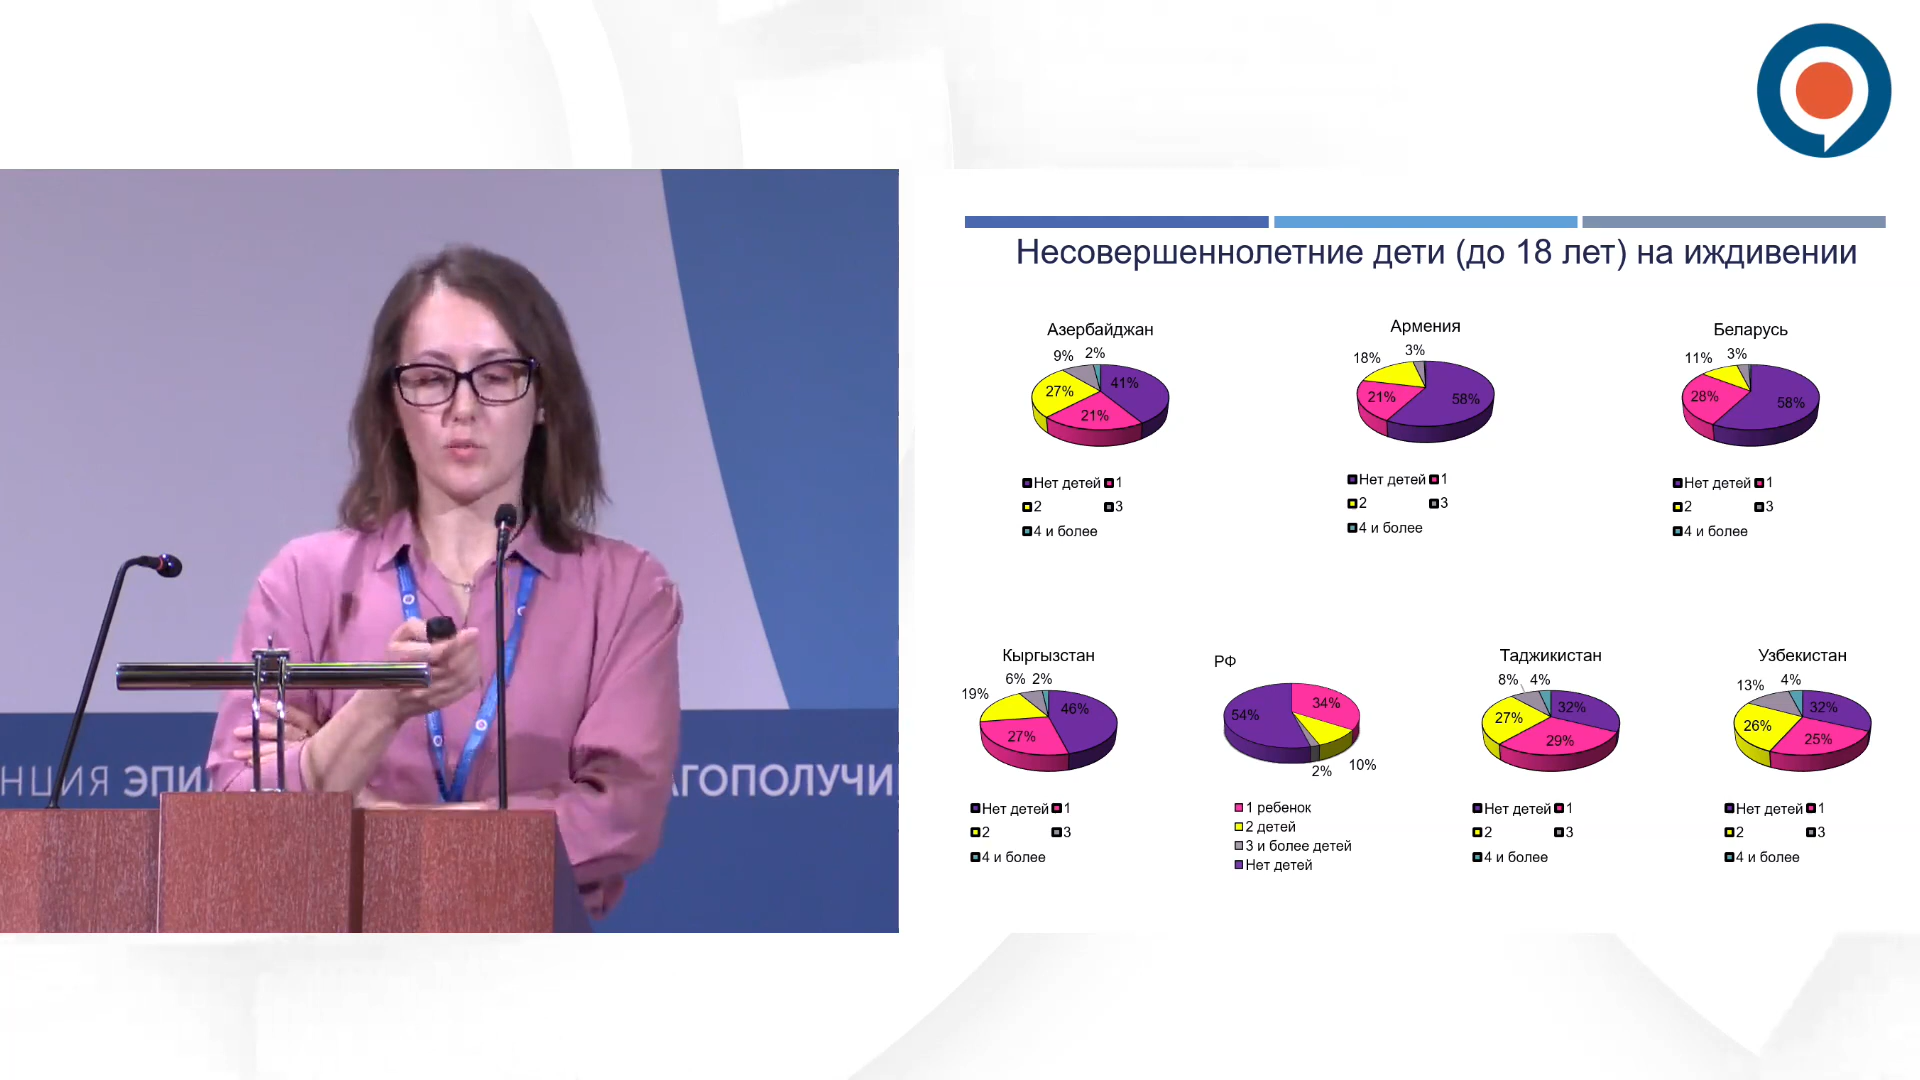 НЦИЯ ЭПИ
АГОПОЛУЧИ
Несовершеннолетние дети (до 18 лет) на иждивении
Азербайджан
9% 2%
41%
27%
21%
Нет детей 1
2 3
4 и более
Армения
18% 3%
21% 58%
Нет детей 1
2 3
4 и более
Беларусь
11% 3%
28% 58%
Нет детей 1
2 3
4 и более
Кыргызстан
19% 6% 2%
46%
27%
Нет детей 1
2 3
4 и более
РФ
54% 34%
2% 10%
1 ребенок
2 детей
3 и более детей
Нет детей
Таджикистан
8% 4%
27% 32%
29%
Нет детей 1
2 3
4 и более
Узбекистан
13% 4%
26% 32%
25%
Нет детей 1
2 3
4 и более